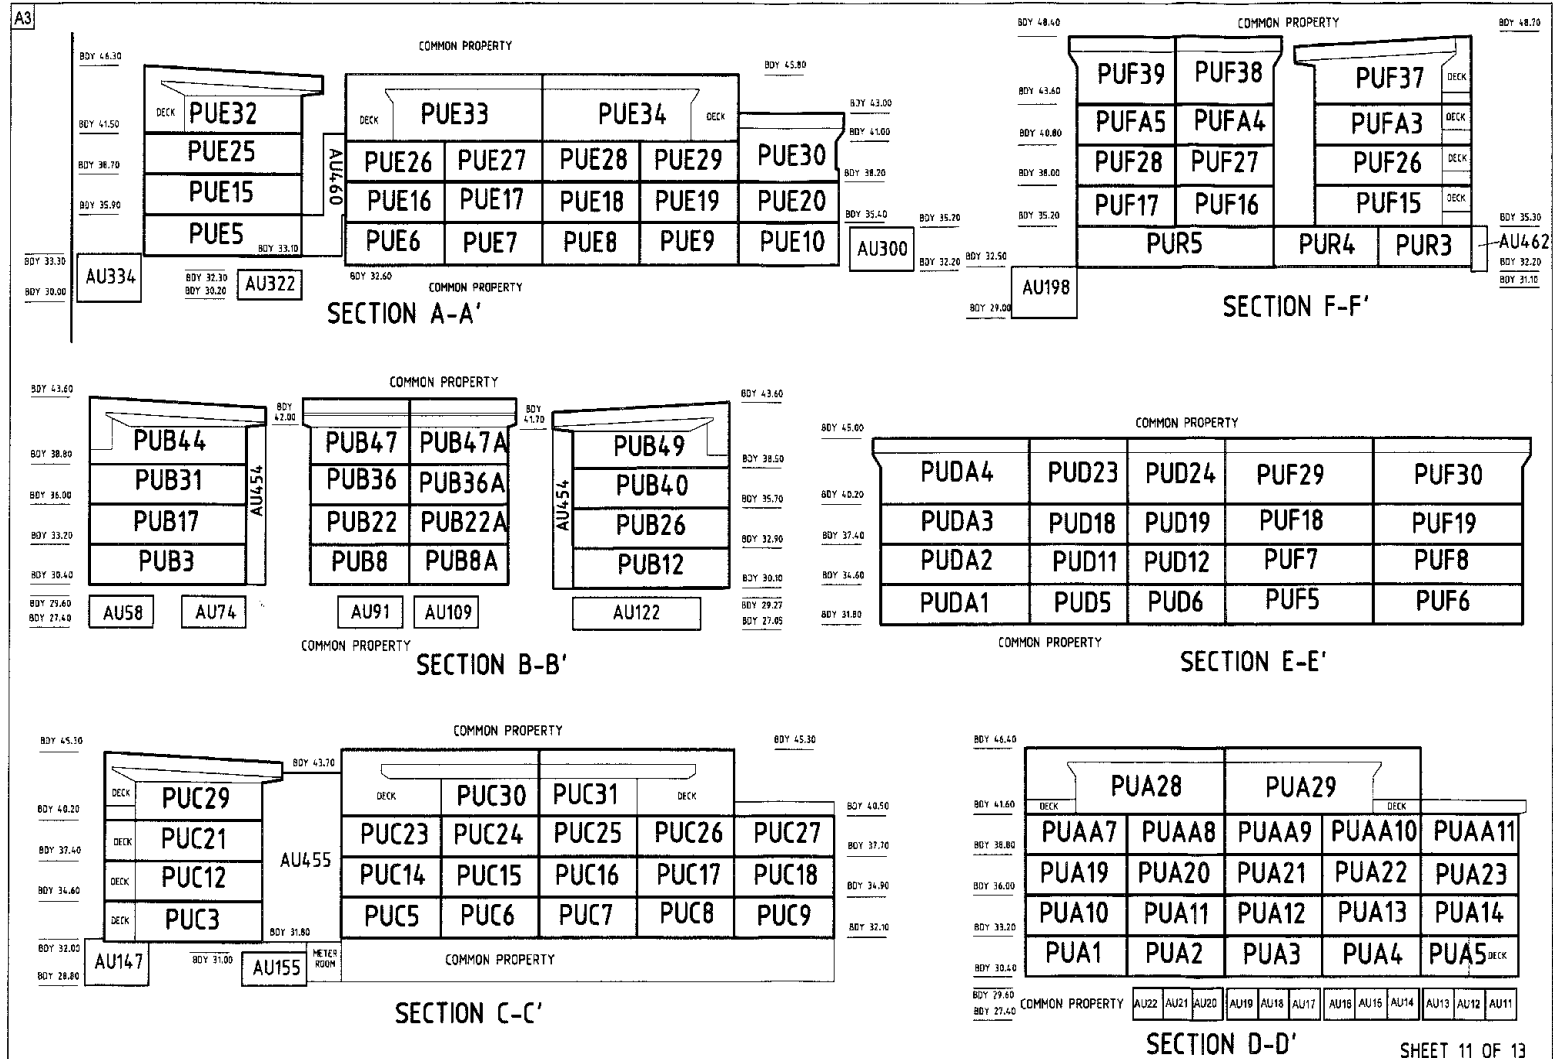 A3
COMMON PROPERTY
BDY 46.30
BDY 41.50
BDY 38.70
BDY 35.90
BDY 33.10
BDY 33.30
BDY 30.00
BDY 32.30
BDY 30.20
BDY 32.60
BDY 45.80
BDY 43.00
BDY 41.00
BDY 38.20
BDY 35.40
BDY 35.20
BDY 32.20
DECK PUE32
PUE25
PUE15
PUE5
AU460
DECK PUE33 PUE34 DECK
PUE26 PUE27 PUE28 PUE29 PUE30
PUE16 PUE17 PUE18 PUE19 PUE20
PUE6 PUE7 PUE8 PUE9 PUE10
AU334 AU322 AU300
COMMON PROPERTY
SECTION A-A'
COMMON PROPERTY
BDY 48.40
BDY 43.60
BDY 40.80
BDY 38.00
BDY 35.20
BDY 32.50
BDY 29.00
BDY 48.70
BDY 35.30
BDY 32.20
BDY 31.10
PUF39 PUF38 PUF37 DECK
PUFA5 PUFA4 PUFA3 DECK
PUF28 PUF27 PUF26 DECK
PUF17 PUF16 PUF15 DECK
PUR5 PUR4 PUR3 AU462
AU198
SECTION F-F'
COMMON PROPERTY
BDY 43.60
BDY 38.80
BDY 36.00
BDY 33.20
BDY 30.40
BDY 29.60
BDY 27.40
BDY 42.00
BDY 41.70
BDY 43.60
BDY 38.50
BDY 35.70
BDY 32.90
BDY 30.10
BDY 29.27
BDY 27.05
PUB44 PUB47 PUB47A PUB49
PUB31 PUB36 PUB36A PUB40
PUB17 PUB22 PUB22A PUB26
PUB3 PUB8 PUB8A PUB12
AU454 AU454
AU58 AU74 AU91 AU109 AU122
COMMON PROPERTY
SECTION B-B'
COMMON PROPERTY
BDY 45.00
BDY 40.20
BDY 37.40
BDY 34.60
BDY 31.80
PUDA4 PUD23 PUD24 PUF29 PUF30
PUDA3 PUD18 PUD19 PUF18 PUF19
PUDA2 PUD11 PUD12 PUF7 PUF8
PUDA1 PUD5 PUD6 PUF5 PUF6
COMMON PROPERTY
SECTION E-E'
COMMON PROPERTY
BDY 45.30
BDY 43.70
BDY 40.20
BDY 37.40
BDY 34.60
BDY 32.00
BDY 28.80
BDY 31.80
BDY 31.00
BDY 45.30
BDY 40.50
BDY 37.70
BDY 34.90
BDY 32.10
DECK PUC29
DECK PUC21
DECK PUC12
DECK PUC3
AU455
DECK PUC30 PUC31 DECK
PUC23 PUC24 PUC25 PUC26 PUC27
PUC14 PUC15 PUC16 PUC17 PUC18
PUC5 PUC6 PUC7 PUC8 PUC9
AU147 AU155
METER
ROOM
COMMON PROPERTY
SECTION C-C'
BDY 46.40
BDY 41.60
BDY 38.80
BDY 36.00
BDY 33.20
BDY 30.40
BDY 29.60
BDY 27.40
DECK PUA28 PUA29 DECK
PUAA7 PUAA8 PUAA9 PUAA10 PUAA11
PUA19 PUA20 PUA21 PUA22 PUA23
PUA10 PUA11 PUA12 PUA13 PUA14
PUA1 PUA2 PUA3 PUA4 PUA5 DECK
COMMON PROPERTY AU22 AU21 AU20 AU19 AU18 AU17 AU16 AU15 AU14 AU13 AU12 AU11
SECTION D-D'
SHEET 11 OF 13